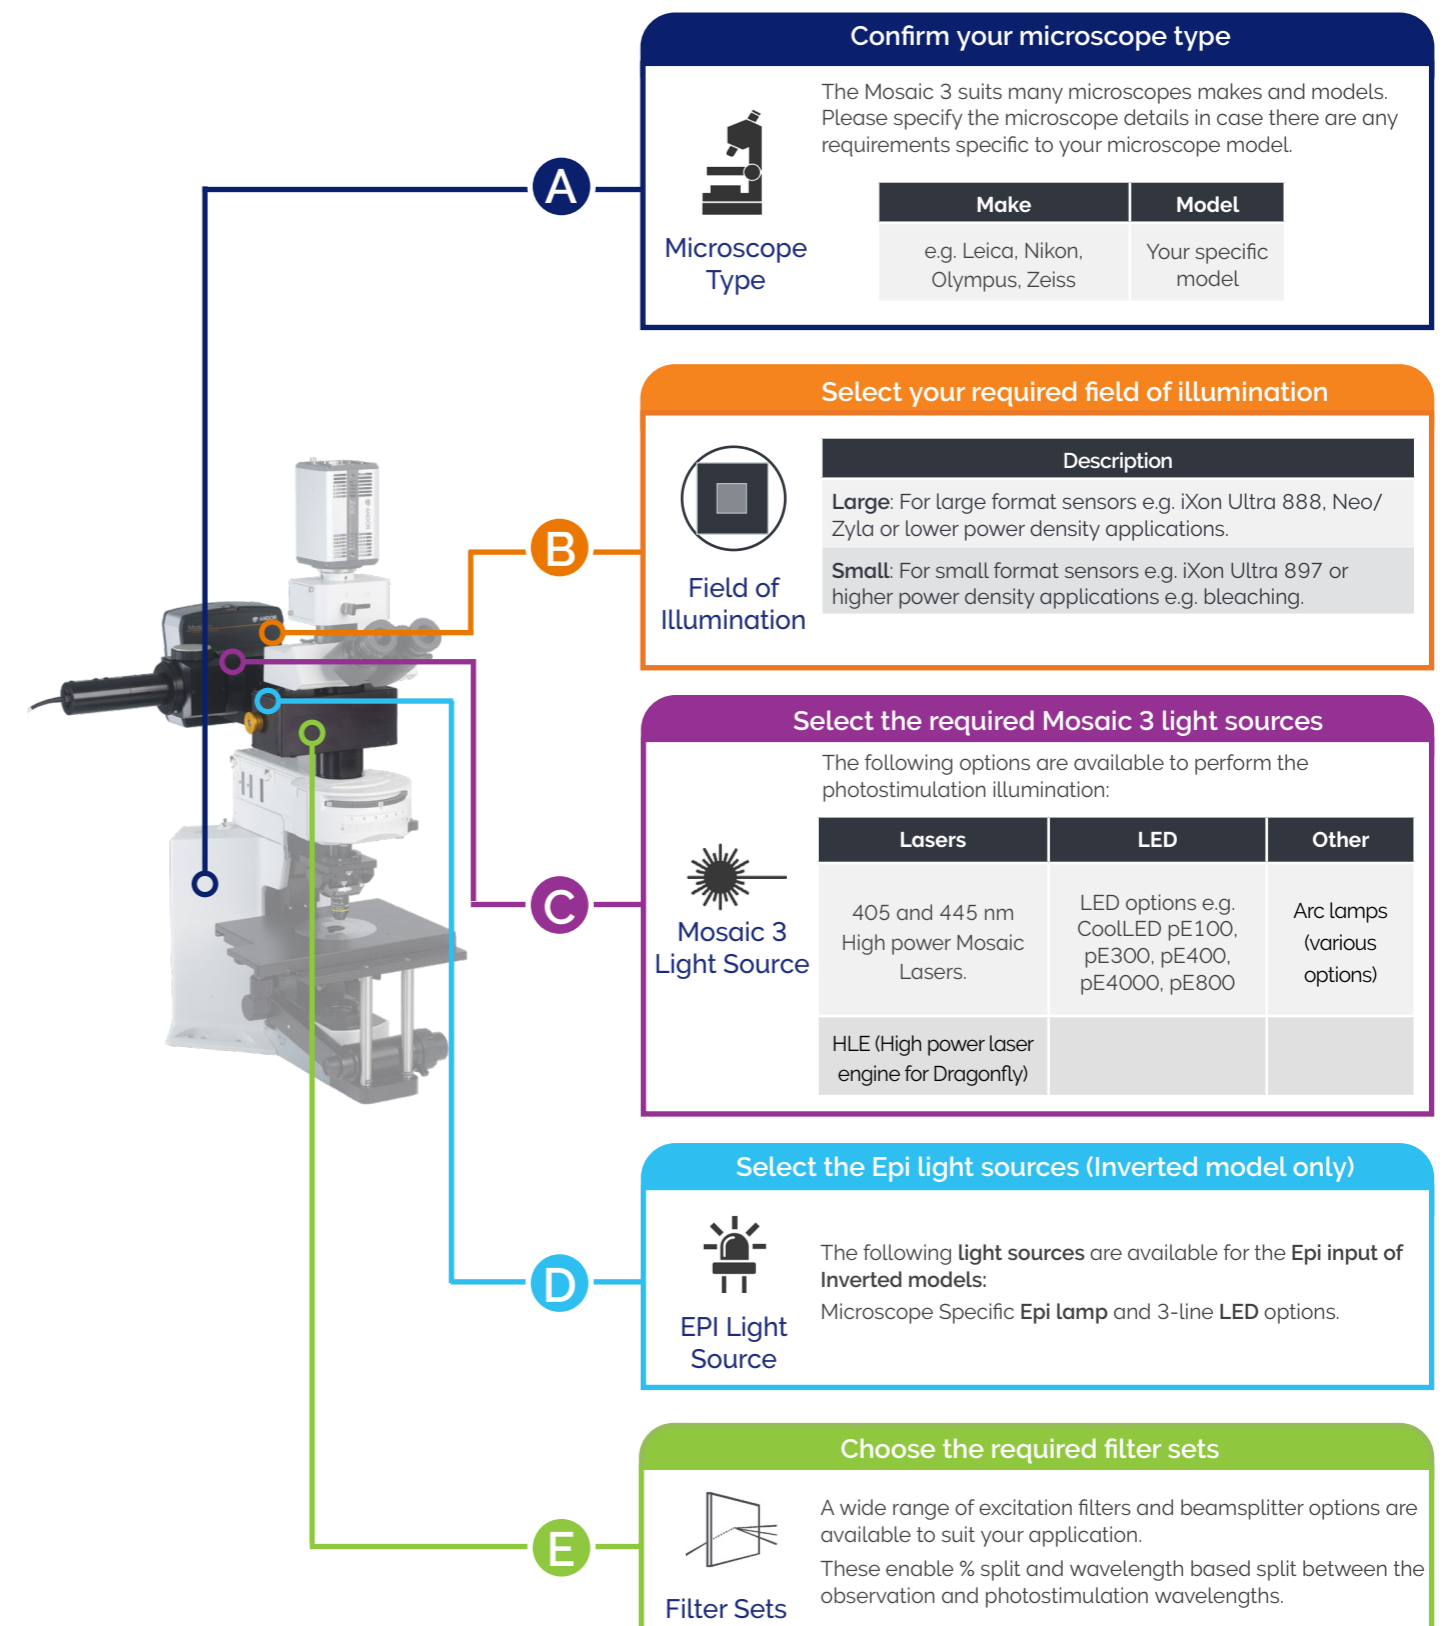 Confirm your microscope type
The Mosaic 3 suits many microscopes makes and models.
Please specify the microscope details in case there are any
requirements specific to your microscope model.
A
Microscope
Type
Make
Model
e.g. Leica, Nikon,
Olympus, Zeiss
Your specific
model
Select your required field of illumination
B
Field of
Illumination
Description
Large: For large format sensors e.g. iXon Ultra 888, Neo/
Zyla or lower power density applications.
Small: For small format sensors e.g. iXon Ultra 897 or
higher power density applications e.g. bleaching.
ANDOR
ANDOR
Select the required Mosaic 3 light sources
The following options are available to perform the
photostimulation illumination:
C
Mosaic 3
Light Source
Lasers
LED
Other
405 and 445 nm
High power Mosaic
Lasers.
LED options e.g.
CoolLED pE100,
pE300, pE400,
pE4000, pE800
Arc lamps
(various
options)
HLE (High power laser
engine for Dragonfly)
Select the Epi light sources (Inverted model only)
D
EPI Light
Source
The following light sources are available for the Epi input of
Inverted models:
Microscope Specific Epi lamp and 3-line LED options.
Choose the required filter sets
E
Filter Sets
A wide range of excitation filters and beamsplitter options are
available to suit your application.
These enable % split and wavelength based split between the
observation and photostimulation wavelengths.